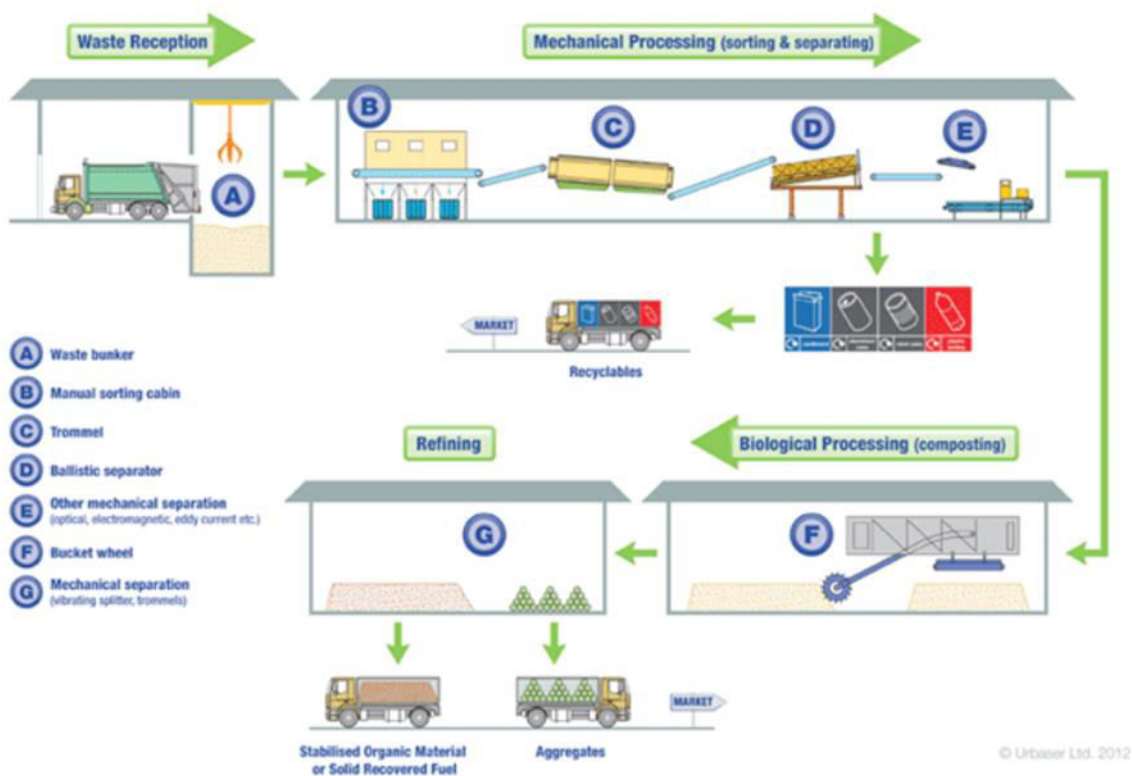 Waste Reception
Mechanical Processing (sorting & separating)
A
B
C
D
E
MARKET
Recyclables
A Waste bunker
B Manual sorting cabin
C Trommel
D Ballistic separator
E Other mechanical separation
(optical, electromagnetic, eddy current etc.)
F Bucket wheel
G Mechanical separation
(vibrating splitter, trommels)
Refining
Biological Processing (composting)
G
F
MARKET
Stabilised Organic Material
or Solid Recovered Fuel
Aggregates
© Urbaser Ltd. 2012